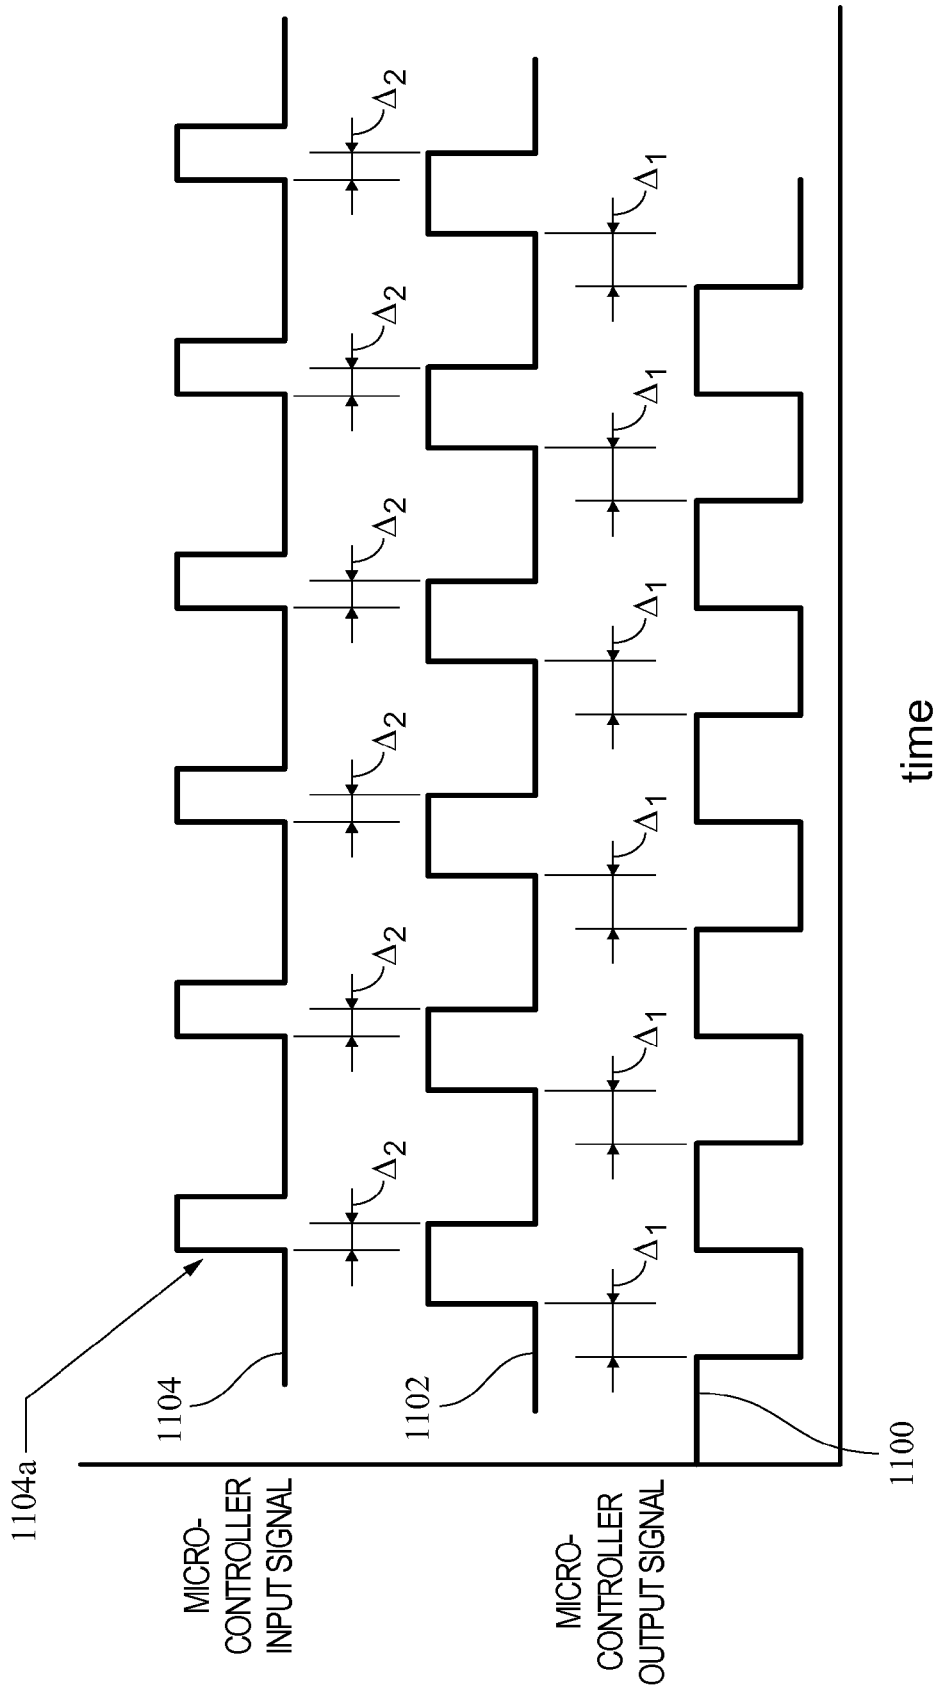 1104a
MICRO-
CONTROLLER
INPUT SIGNAL
1104
Δ2
Δ2
Δ2
Δ2
Δ2
Δ2
1102
MICRO-
CONTROLLER
OUTPUT SIGNAL
Δ1
Δ1
Δ1
Δ1
Δ1
Δ1
1100
time